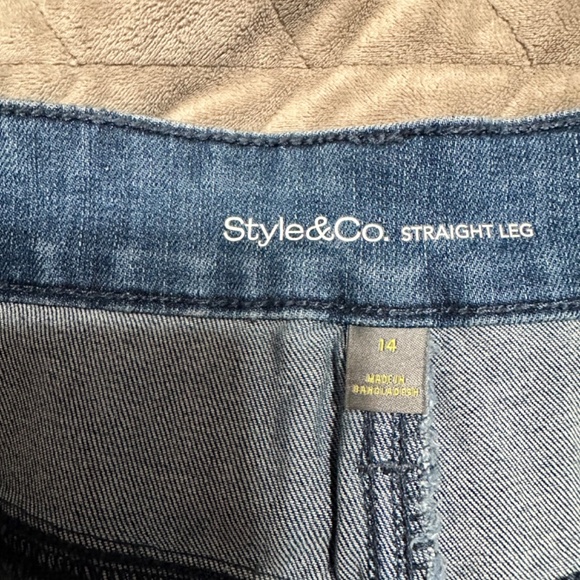 Style&Co. STRAIGHT LEG
14
MADE IN
BANGLADESH